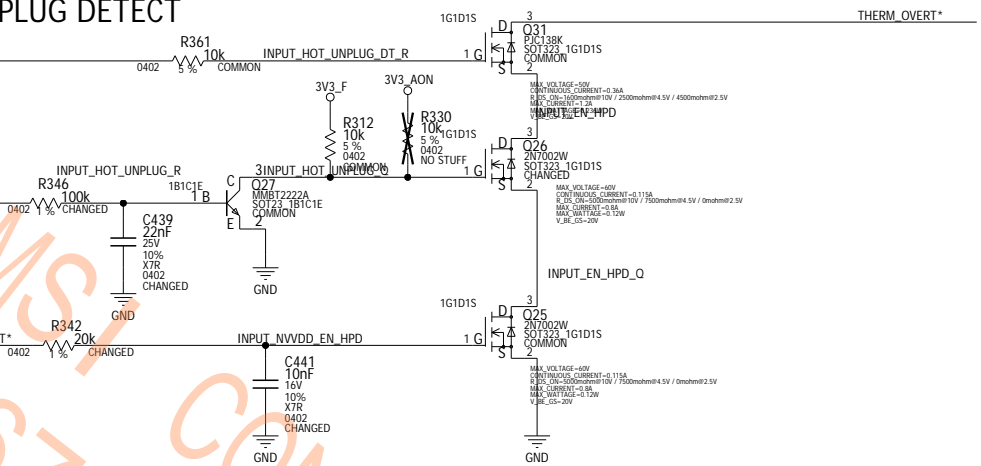 PLUG DETECT
THERM_OVERT*
1G1D1S
3
D
Q31
PJC138K
SOT323_1G1D1S
COMMON
1 G
S
2
R361
10k
0402
5 %
COMMON
INPUT_HOT_UNPLUG_DT_R
MAX_VOLTAGE=50V
CONTINUOUS_CURRENT=0.36A
R_DS_ON=1600mohm@10V / 2500mohm@4.5V / 4500mohm@2.5V
MAX_CURRENT=1.2A
INPUT_EN_HPD
3V3_F
3V3_AON
R312
10k
5 %
0402
COMMON
R330
10k
5 %
0402
NO STUFF
1G1D1S
3
D
Q26
2N7002W
SOT323_1G1D1S
CHANGED
1 G
S
2
MAX_VOLTAGE=60V
CONTINUOUS_CURRENT=0.115A
R_DS_ON=5000mohm@10V / 7500mohm@4.5V / 0mohm@2.5V
MAX_CURRENT=0.8A
MAX_WATTAGE=0.12W
V_BE_GS=20V
INPUT_HOT_UNPLUG_R
R346
100k
0402
1 %
CHANGED
1B1C1E
1 B
C
3
INPUT_HOT_UNPLUG_Q
Q27
MMBT2222A
SOT23_1B1C1E
COMMON
E
2
GND
C439
22nF
25V
10%
X7R
0402
CHANGED
GND
INPUT_EN_HPD_Q
T*
R342
20k
0402
1 %
CHANGED
INPUT_NVVDD_EN_HPD
1G1D1S
3
D
Q25
2N7002W
SOT323_1G1D1S
COMMON
1 G
S
2
MAX_VOLTAGE=60V
CONTINUOUS_CURRENT=0.115A
R_DS_ON=5000mohm@10V / 7500mohm@4.5V / 0mohm@2.5V
MAX_CURRENT=0.8A
MAX_WATTAGE=0.12W
V_BE_GS=20V
C441
10nF
16V
10%
X7R
0402
CHANGED
GND
GND
MSI